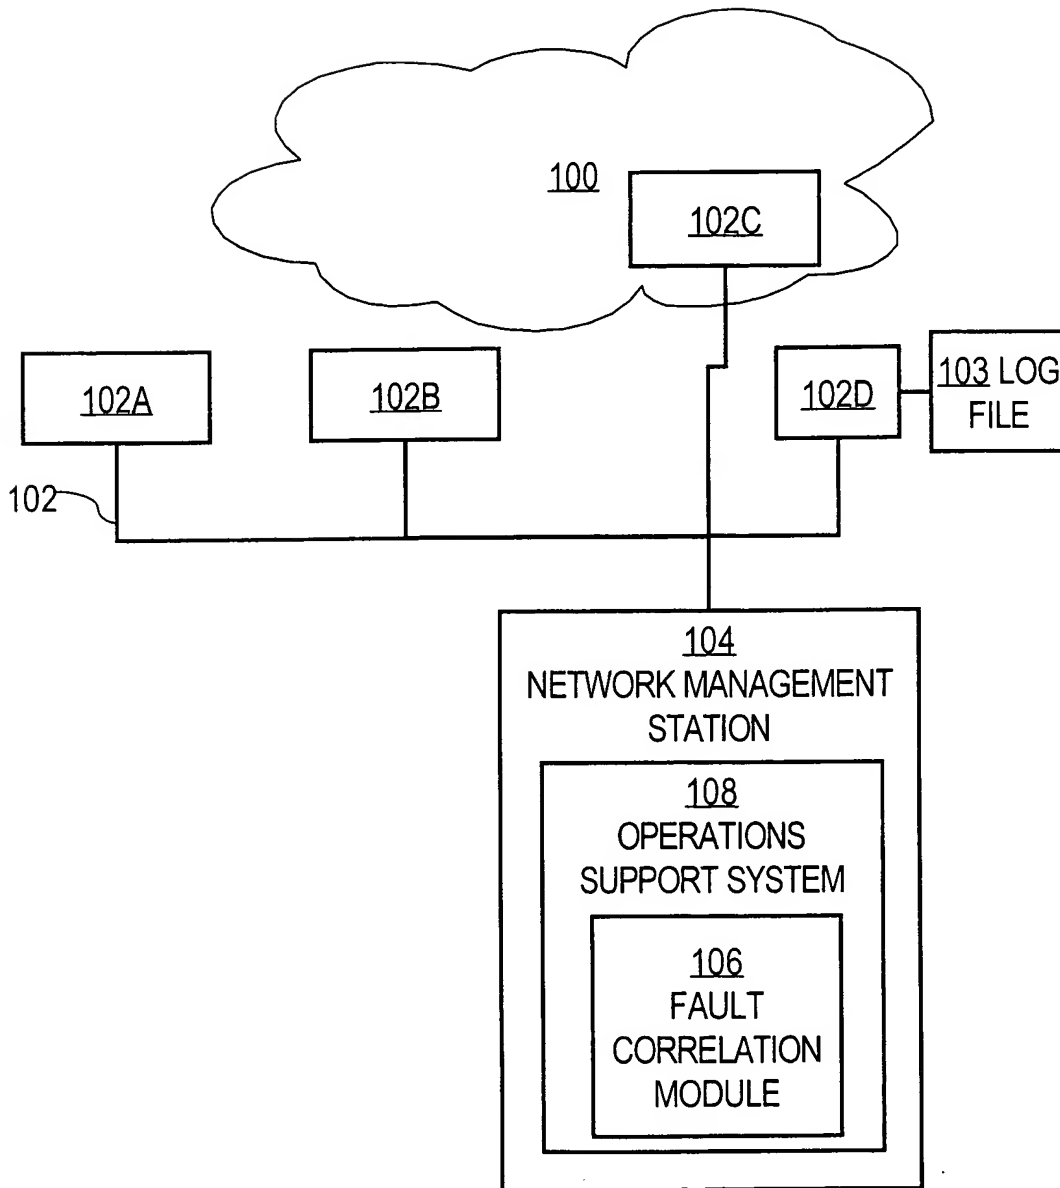 100
102C
102A
102B
102D
103 LOG
FILE
102
104
NETWORK MANAGEMENT
STATION
108
OPERATIONS
SUPPORT SYSTEM
106
FAULT
CORRELATION
MODULE